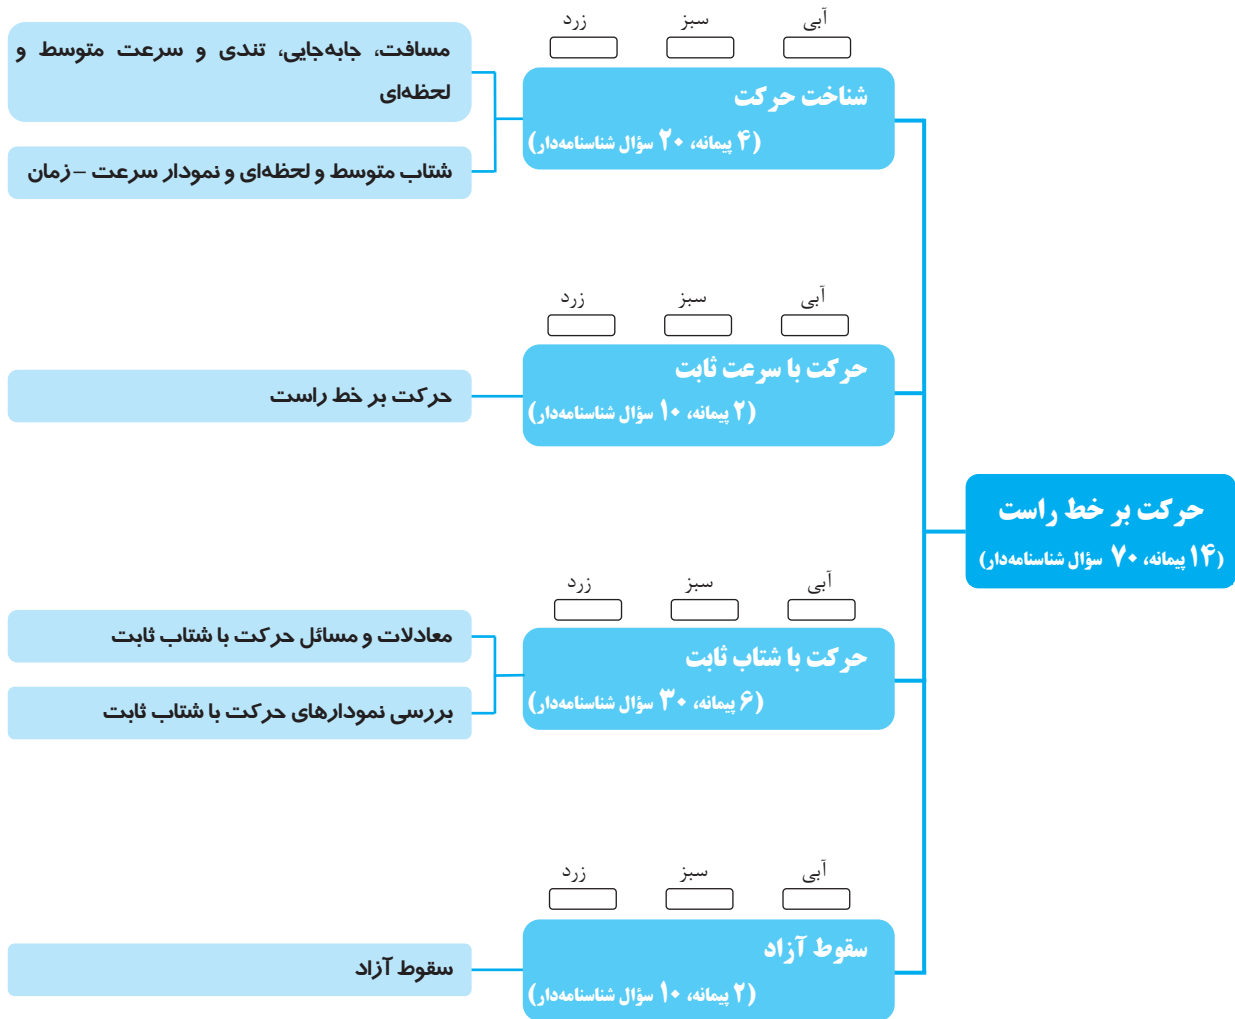 حرکت بر خط راست
(۱۴ پیمانه، ۷۰ سؤال شناسنامه‌دار)
آبی سبز زرد
شناخت حرکت
(۴ پیمانه، ۲۰ سؤال شناسنامه‌دار)
مسافت، جابه‌جایی، تندی و سرعت متوسط و
لحظه‌ای
شتاب متوسط و لحظه‌ای و نمودار سرعت – زمان
آبی سبز زرد
حرکت با سرعت ثابت
(۲ پیمانه، ۱۰ سؤال شناسنامه‌دار)
حرکت بر خط راست
آبی سبز زرد
حرکت با شتاب ثابت
(۶ پیمانه، ۳۰ سؤال شناسنامه‌دار)
معادلات و مسائل حرکت با شتاب ثابت
بررسی نمودارهای حرکت با شتاب ثابت
آبی سبز زرد
سقوط آزاد
(۲ پیمانه، ۱۰ سؤال شناسنامه‌دار)
سقوط آزاد